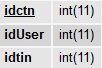 idctn int(11)
idUser int(11)
idtin int(11)